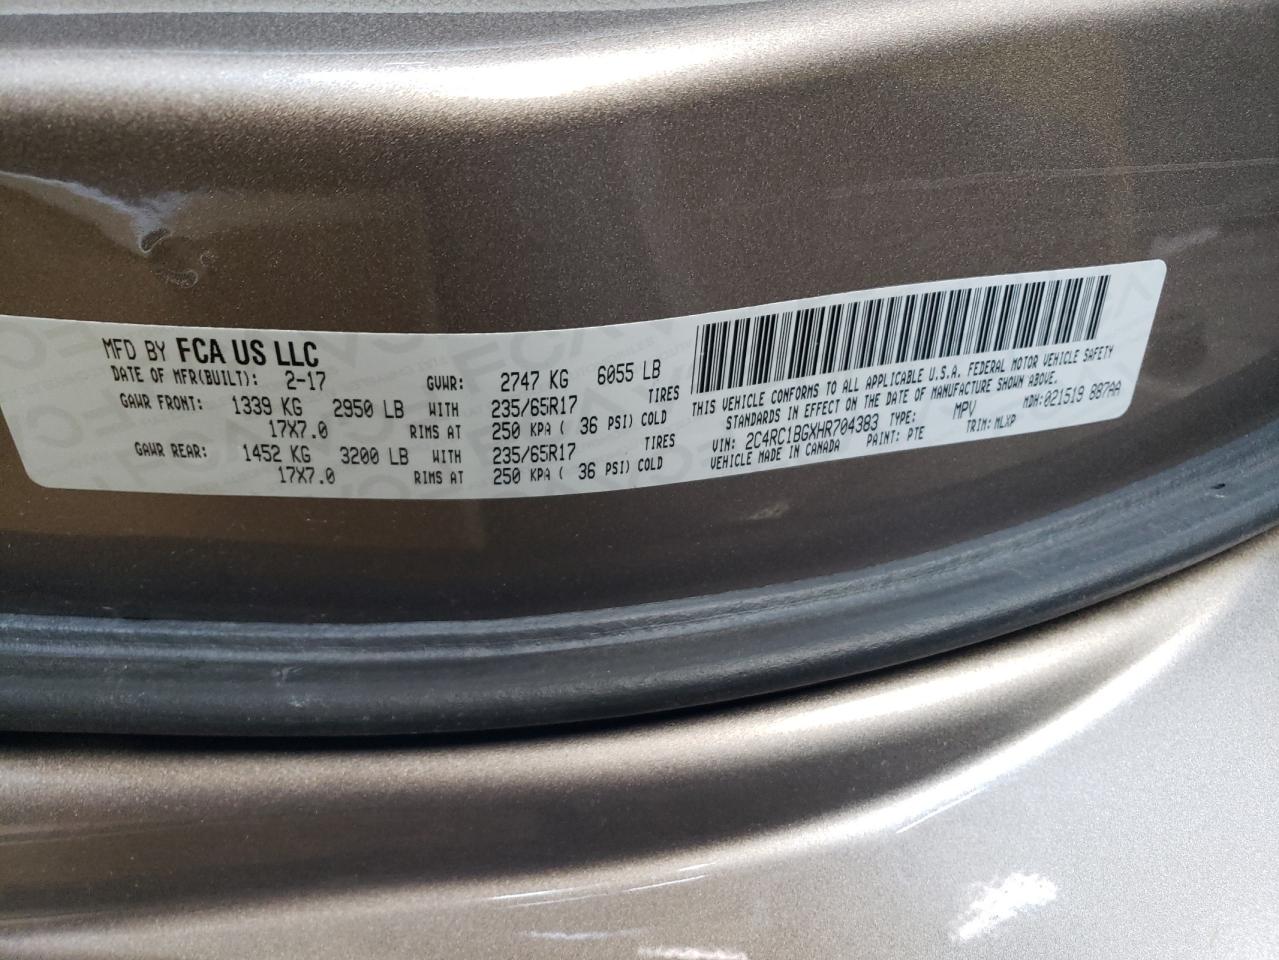 MFD BY FCA US LLC
DATE OF MFR(BUILT): 2-17 GVWR: 2747 KG 6055 LB
GAWR FRONT: 1339 KG 2950 LB WITH 235/65R17 TIRES
17X7.0 RIMS AT 250 KPA ( 36 PSI) COLD
GAWR REAR: 1452 KG 3200 LB WITH 235/65R17 TIRES
17X7.0 RIMS AT 250 KPA ( 36 PSI) COLD
THIS VEHICLE CONFORMS TO ALL APPLICABLE U.S.A. FEDERAL MOTOR VEHICLE SAFETY
STANDARDS IN EFFECT ON THE DATE OF MANUFACTURE SHOWN ABOVE.
VIN: 2C4RC1BGXHR704383 TYPE: MPV MDH:021519 887AA
VEHICLE MADE IN CANADA PAINT: PTE TRIM: MLXP